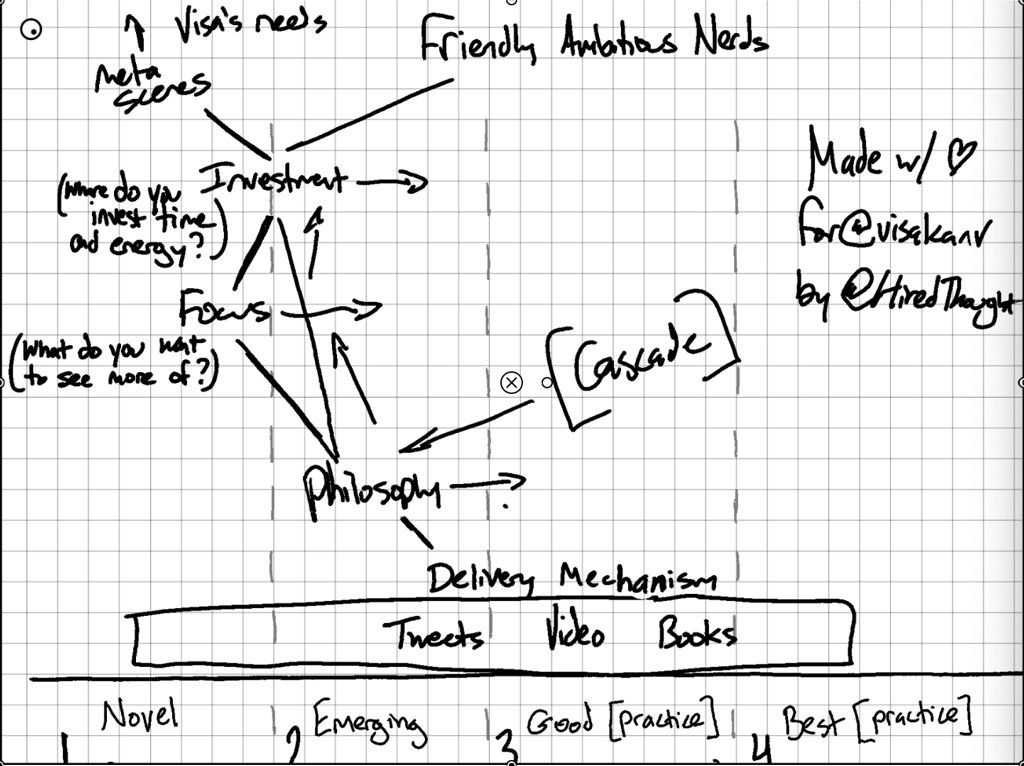 Visa's needs
Friendly Ambitious Nerds
Meta
scenes
Investment
(Where do you
invest time
and energy?)
Made w/ ♡
for @visakanv
by @HiredThought
Focus
(What do you want
to see more of?)
[Cascade]
Philosophy
Delivery Mechanism
Tweets Video Books
Novel
Emerging
Good [practice]
Best [practice]
1
2
3
4